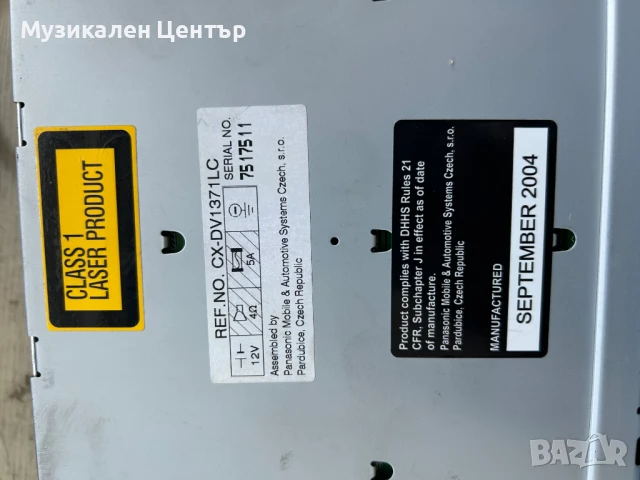 Музикален Център
CLASS 1
LASER PRODUCT
REF.NO. CX-DV1371LC
SERIAL NO.
7517511
12V 4Ω 5A
Assembled by
Panasonic Mobile & Automotive Systems Czech, s.r.o.
Pardubice, Czech Republic
Product complies with DHHS Rules 21
CFR, Subchapter J in effect as of date
of manufacture.
Panasonic Mobile & Automotive Systems Czech, s.r.o.
Pardubice, Czech Republic
MANUFACTURED
SEPTEMBER 2004
BAZAR